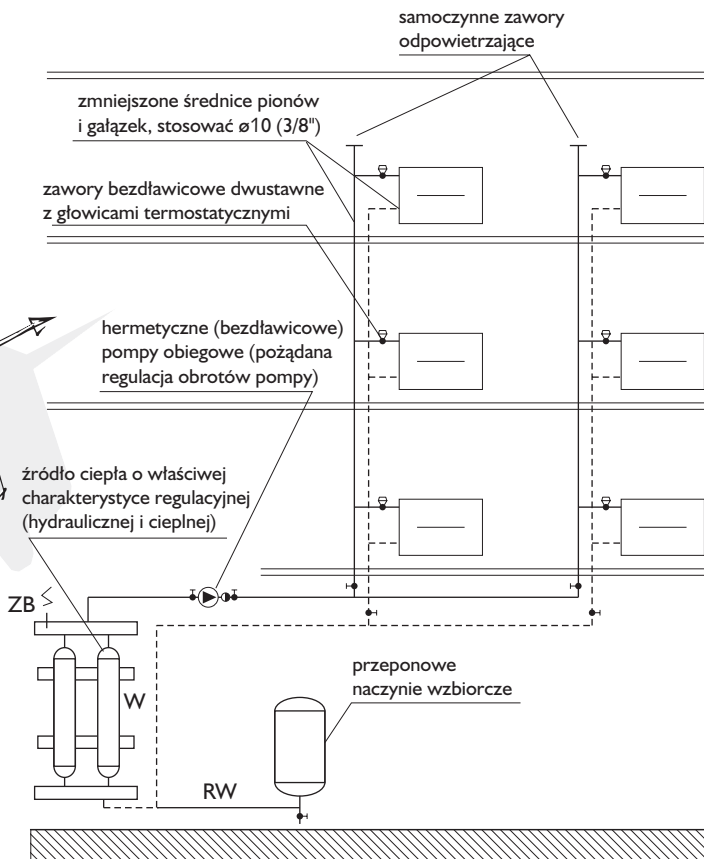 samoczynne zawory
odpowietrzające
zmniejszone średnice pionów
i gałązek, stosować ø10 (3/8")
zawory bezdławicowe dwustawne
z głowicami termostatycznymi
hermetyczne (bezdławicowe)
pompy obiegowe (pożądana
regulacja obrotów pompy)
źródło ciepła o właściwej
charakterystyce regulacyjnej
(hydraulicznej i cieplnej)
ZB
W
przeponowe
naczynie wzbiorcze
RW